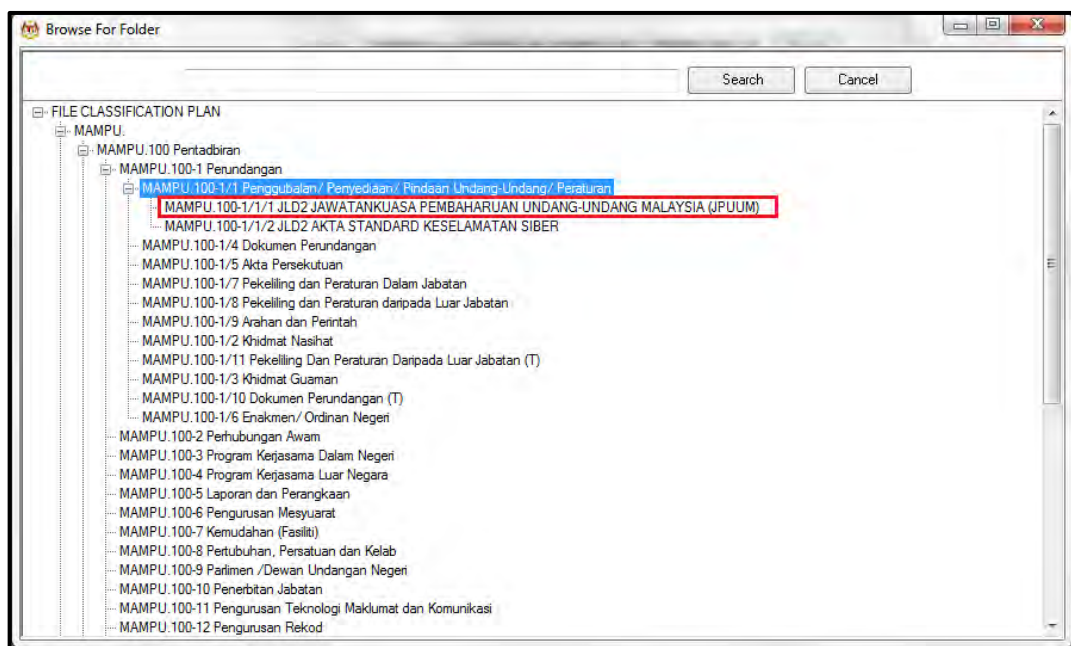 Browse For Folder
Search Cancel
FILE CLASSIFICATION PLAN
MAMPU.
MAMPU.100 Pentadbiran
MAMPU.100-1 Perundangan
MAMPU.100-1/1 Penggubalan/ Penyediaan/ Pindaan Undang-Undang/ Peraturan
MAMPU.100-1/1/1 JLD2 JAWATANKUASA PEMBAHARUAN UNDANG-UNDANG MALAYSIA (JPUUM)
MAMPU.100-1/1/2 JLD2 AKTA STANDARD KESELAMATAN SIBER
MAMPU.100-1/4 Dokumen Perundangan
MAMPU.100-1/5 Akta Persekutuan
MAMPU.100-1/7 Pekeliling dan Peraturan Dalam Jabatan
MAMPU.100-1/8 Pekeliling dan Peraturan daripada Luar Jabatan
MAMPU.100-1/9 Arahan dan Perintah
MAMPU.100-1/2 Khidmat Nasihat
MAMPU.100-1/11 Pekeliling Dan Peraturan Daripada Luar Jabatan (T)
MAMPU.100-1/3 Khidmat Guaman
MAMPU.100-1/10 Dokumen Perundangan (T)
MAMPU.100-1/6 Enakmen/ Ordinan Negeri
MAMPU.100-2 Perhubungan Awam
MAMPU.100-3 Program Kerjasama Dalam Negeri
MAMPU.100-4 Program Kerjasama Luar Negara
MAMPU.100-5 Laporan dan Perangkaan
MAMPU.100-6 Pengurusan Mesyuarat
MAMPU.100-7 Kemudahan (Fasiliti)
MAMPU.100-8 Pertubuhan, Persatuan dan Kelab
MAMPU.100-9 Parlimen /Dewan Undangan Negeri
MAMPU.100-10 Penerbitan Jabatan
MAMPU.100-11 Pengurusan Teknologi Maklumat dan Komunikasi
MAMPU.100-12 Pengurusan Rekod